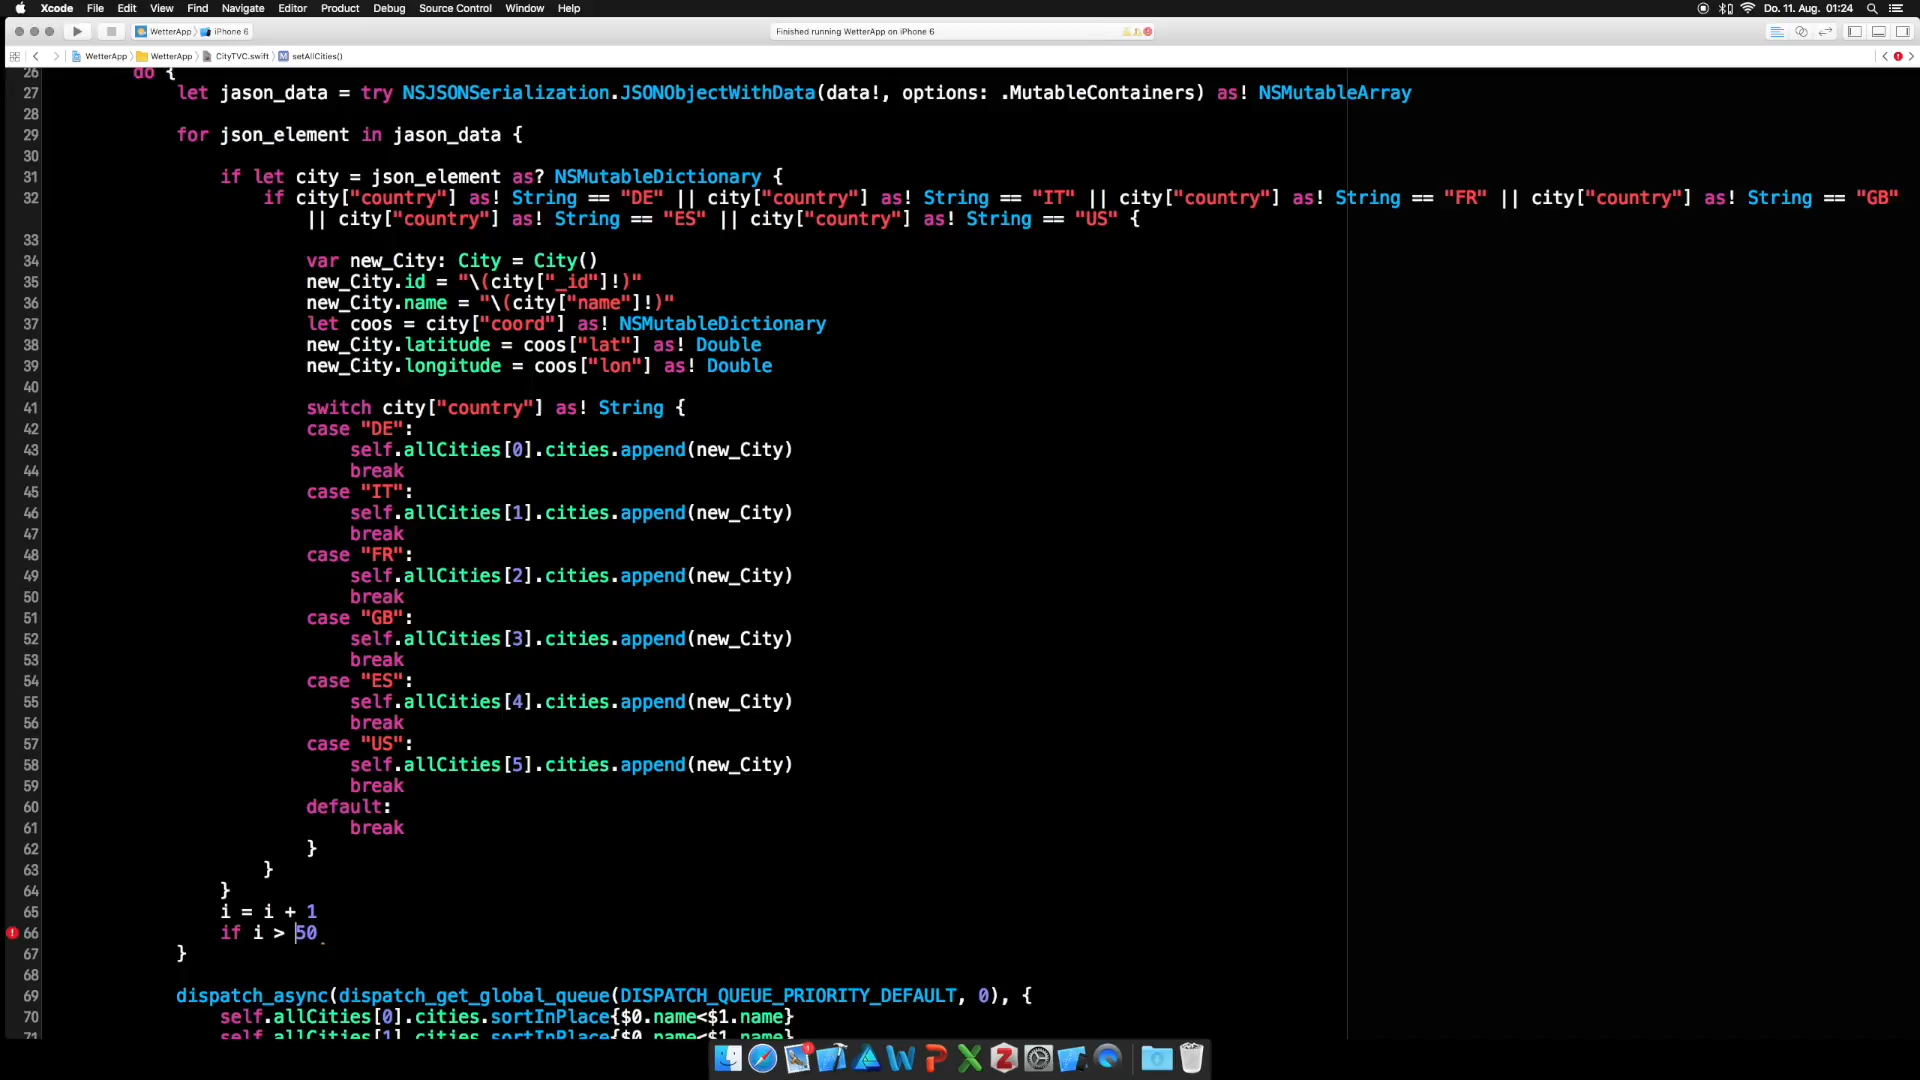 Xcode File Edit View Find Navigate Editor Product Debug Source Control Window Help Do. 11. Aug. 01:24
WetterApp iPhone 6 Finished running WetterApp on iPhone 6
WetterApp WetterApp CityTVC.swift M setAllCities()
26 do {
27 let jason_data = try NSJSONSerialization.JSONObjectWithData(data!, options: .MutableContainers) as! NSMutableArray
28
29 for json_element in jason_data {
30
31 if let city = json_element as? NSMutableDictionary {
32 if city["country"] as! String == "DE" || city["country"] as! String == "IT" || city["country"] as! String == "FR" || city["country"] as! String == "GB"
|| city["country"] as! String == "ES" || city["country"] as! String == "US" {
33
34 var new_City: City = City()
35 new_City.id = "\(city["_id"]!)"
36 new_City.name = "\(city["name"]!)"
37 let coos = city["coord"] as! NSMutableDictionary
38 new_City.latitude = coos["lat"] as! Double
39 new_City.longitude = coos["lon"] as! Double
40
41 switch city["country"] as! String {
42 case "DE":
43 self.allCities[0].cities.append(new_City)
44 break
45 case "IT":
46 self.allCities[1].cities.append(new_City)
47 break
48 case "FR":
49 self.allCities[2].cities.append(new_City)
50 break
51 case "GB":
52 self.allCities[3].cities.append(new_City)
53 break
54 case "ES":
55 self.allCities[4].cities.append(new_City)
56 break
57 case "US":
58 self.allCities[5].cities.append(new_City)
59 break
60 default:
61 break
62 }
63 }
64 }
65 i = i + 1
66 if i > 50
67 }
68
69 dispatch_async(dispatch_get_global_queue(DISPATCH_QUEUE_PRIORITY_DEFAULT, 0), {
70 self.allCities[0].cities.sortInPlace{$0.name<$1.name}
71 self.allCities[1].cities.sortInPlace{$0.name<$1.name}